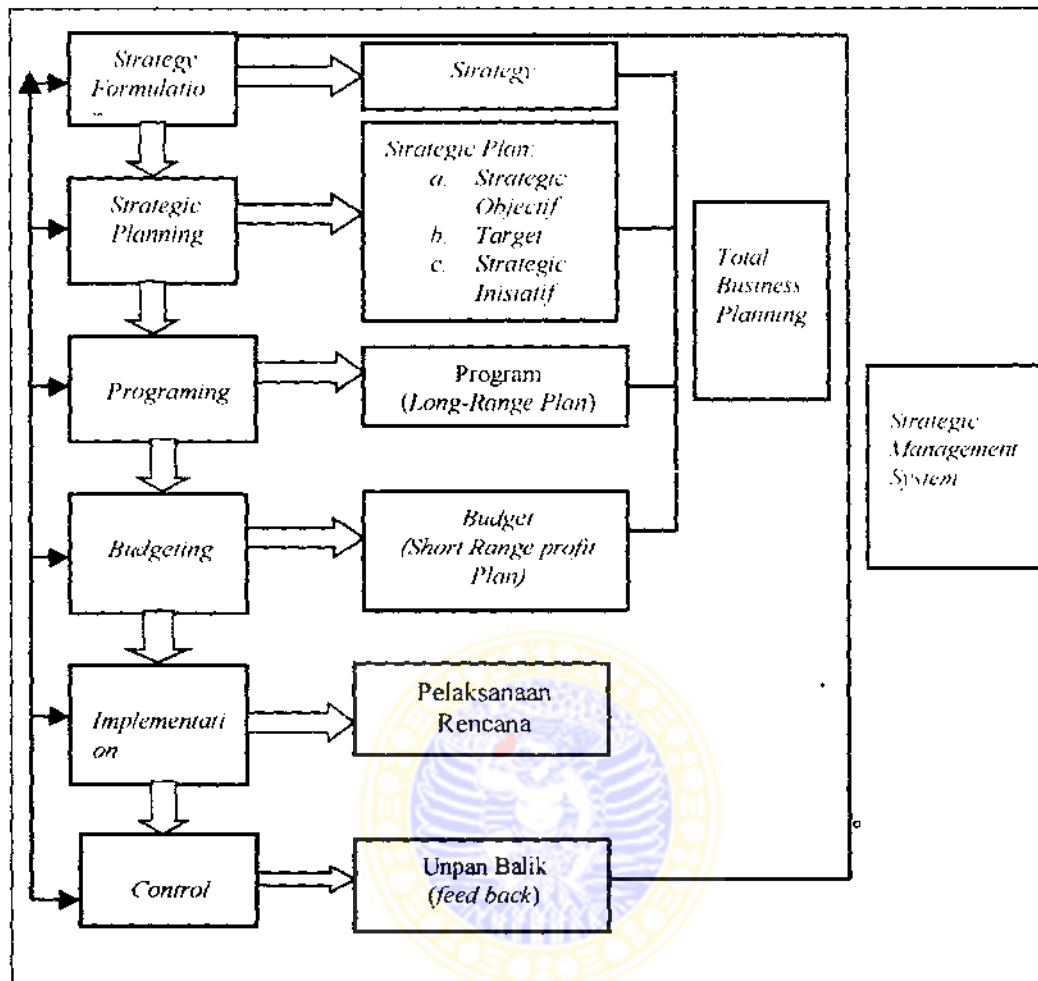 Strategy
Formulatio
Strategy
Strategic Plan:
a. Strategic
Objectif
b. Target
c. Strategic
Inisiatif
Strategic
Planning
Total
Business
Planning
Programing
Program
(Long-Range Plan)
Strategic
Management
System
Budgeting
Budget
(Short Range profit
Plan)
Implementati
on
Pelaksanaan
Rencana
Control
Unpan Balik
(feed back)